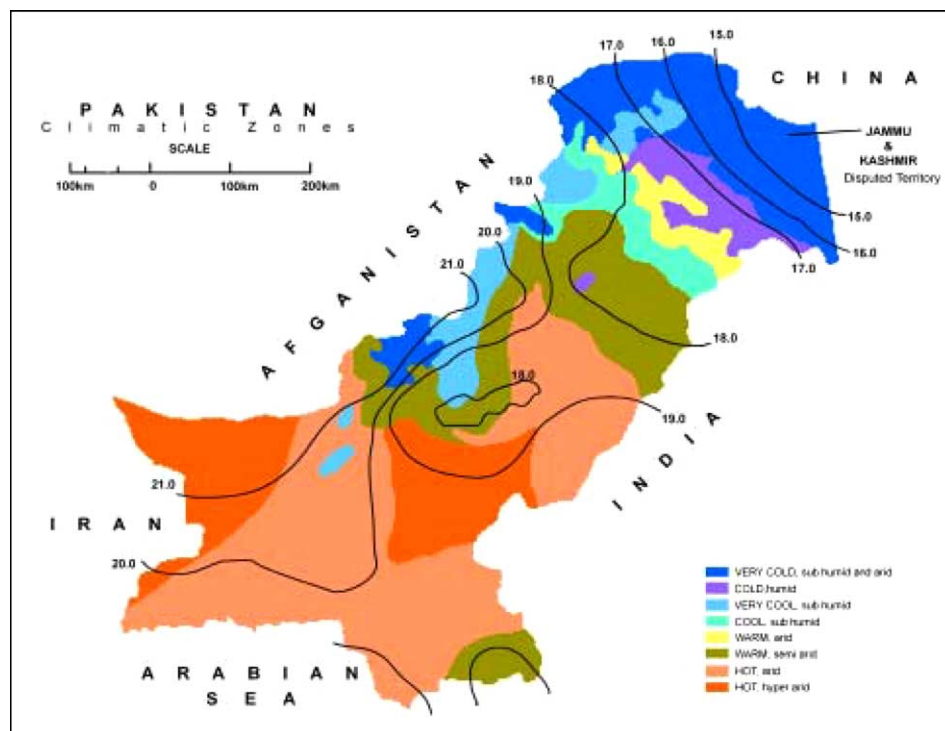 PAKISTAN
Climatic Zones
SCALE
100km 0 100km 200km
15.0
16.0
17.0
18.0
CHINA
JAMMU
&
KASHMIR
Disputed Territory
15.0
16.0
17.0
AFGANISTAN
19.0
20.0
21.0
18.0
18.0
19.0
INDIA
21.0
IRAN
20.0
ARABIAN
SEA
VERY COLD, sub humid and arid
COLD, humid
VERY COOL, sub humid
COOL, sub humid
WARM, arid
WARM, semi arid
HOT, arid
HOT, hyper arid